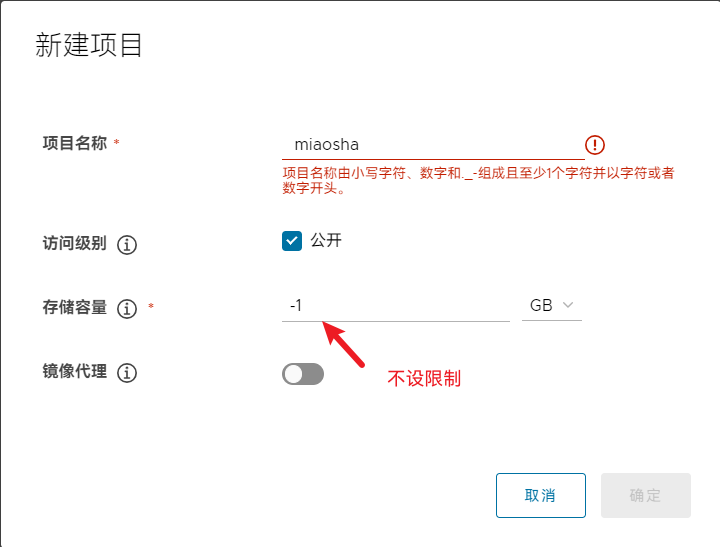 新建项目
项目名称 *
miaosha
项目名称由小写字符、数字和._-组成且至少1个字符并以字符或者
数字开头。
访问级别
公开
存储容量 *
-1
GB
镜像代理
不设限制
取消
确定